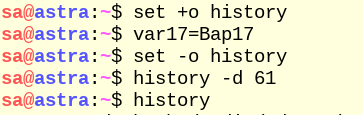 sa@astra:~$ set +o history
sa@astra:~$ var17=Bap17
sa@astra:~$ set -o history
sa@astra:~$ history -d 61
sa@astra:~$ history